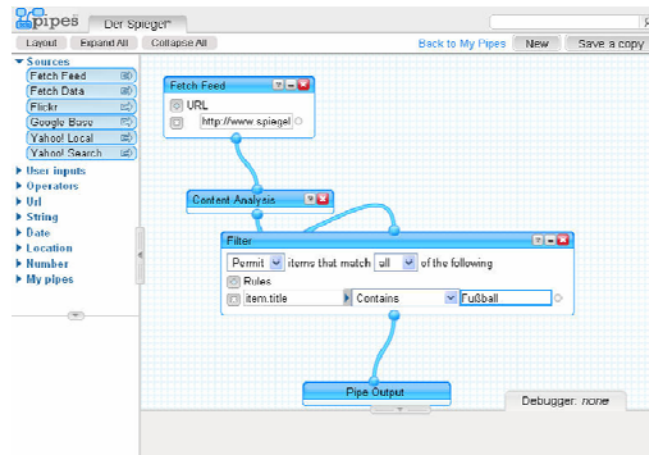 pipes Der Spiegel*
Layout Expand All Collapse All Back to My Pipes New Save a copy
Sources
Fetch Feed
Fetch Data
Flickr
Google Base
Yahoo! Local
Yahoo! Search
User inputs
Operators
Url
String
Date
Location
Number
My pipes
Fetch Feed
URL
http://www.spiegel
Content Analysis
Filter
Permit items that match all of the following
Rules
item.title Contains Fußball
Pipe Output
Debugger: none